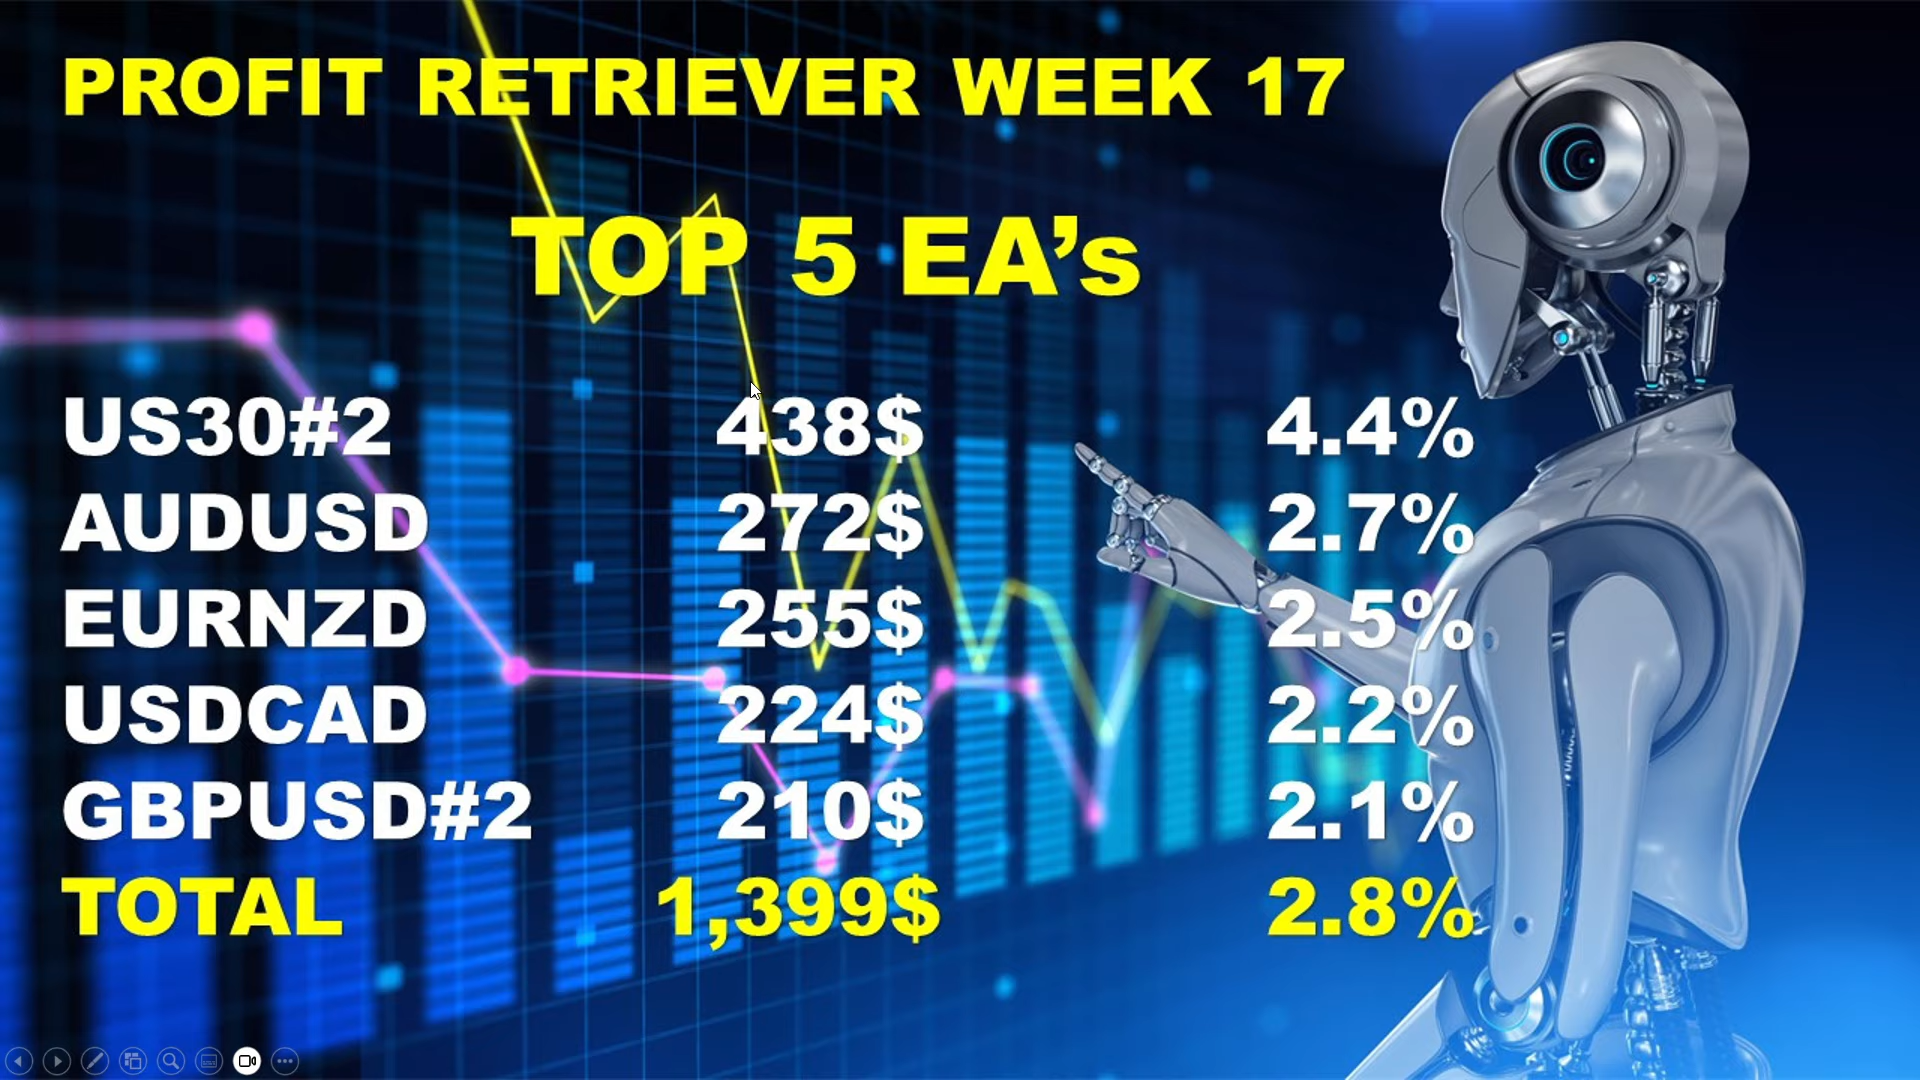 PROFIT RETRIEVER WEEK 17
TOP 5 EA’s
US30#2 438$ 4.4%
AUDUSD 272$ 2.7%
EURNZD 255$ 2.5%
USDCAD 224$ 2.2%
GBPUSD#2 210$ 2.1%
TOTAL 1,399$ 2.8%